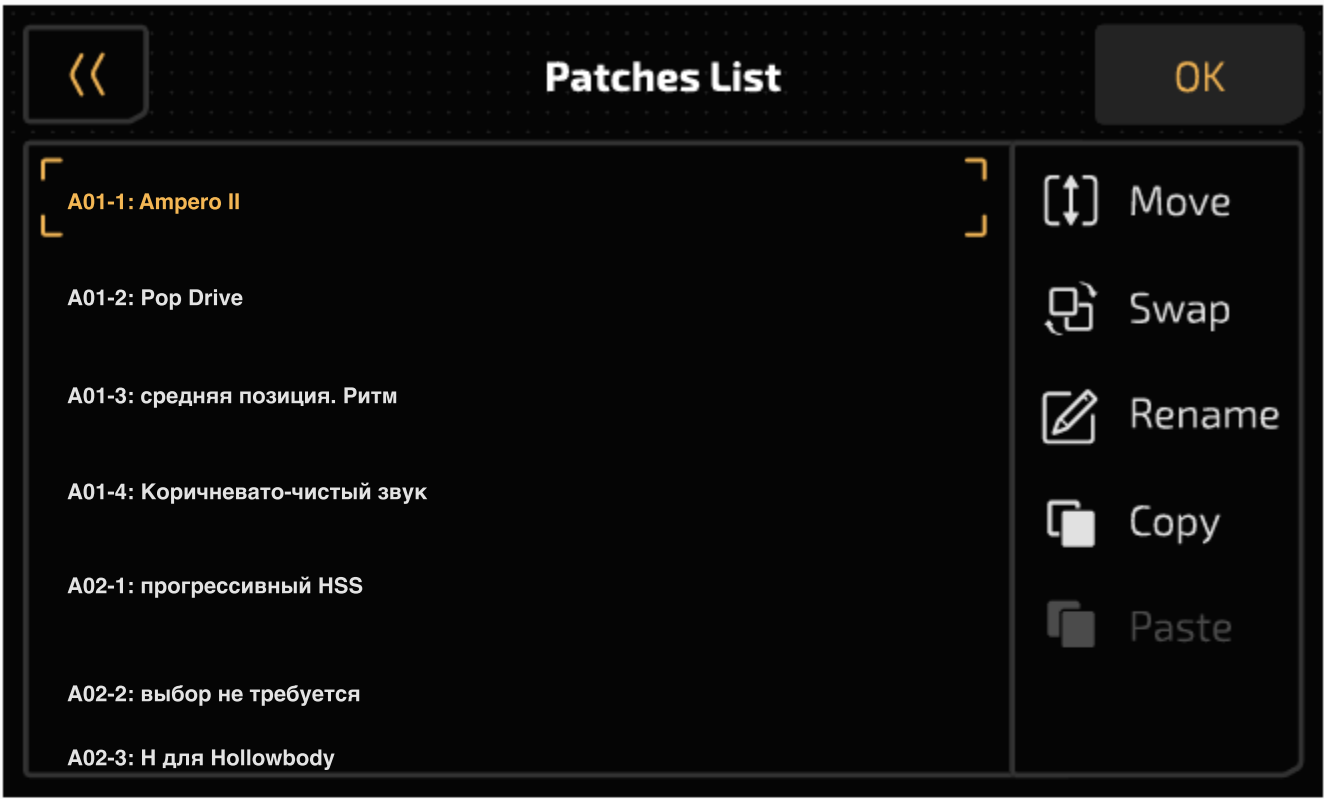 Patches List
OK
A01-1: Ampero II
A01-2: Pop Drive
A01-3: средняя позиция. Ритм
A01-4: Коричневато-чистый звук
A02-1: прогрессивный HSS
A02-2: выбор не требуется
A02-3: Н для Hollowbody
Move
Swap
Rename
Copy
Paste